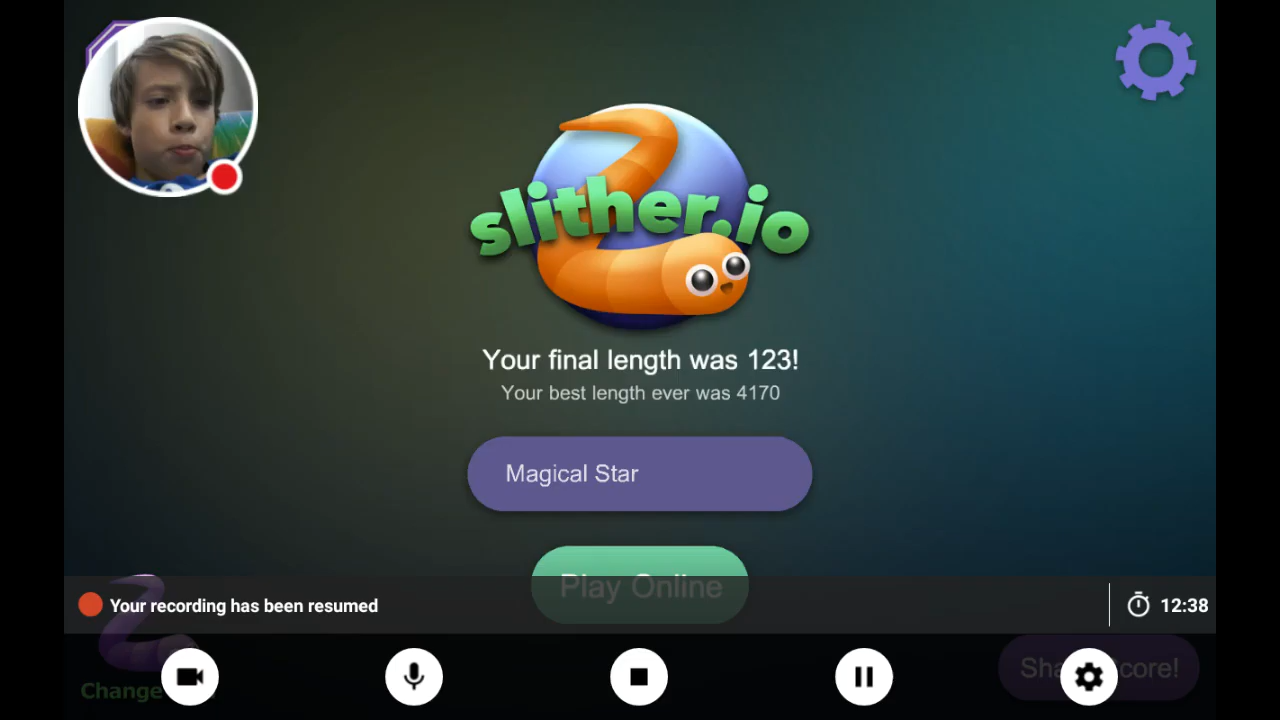 slither.io
Your final length was 123!
Your best length ever was 4170
Magical Star
Play Online
Your recording has been resumed
12:38
Change